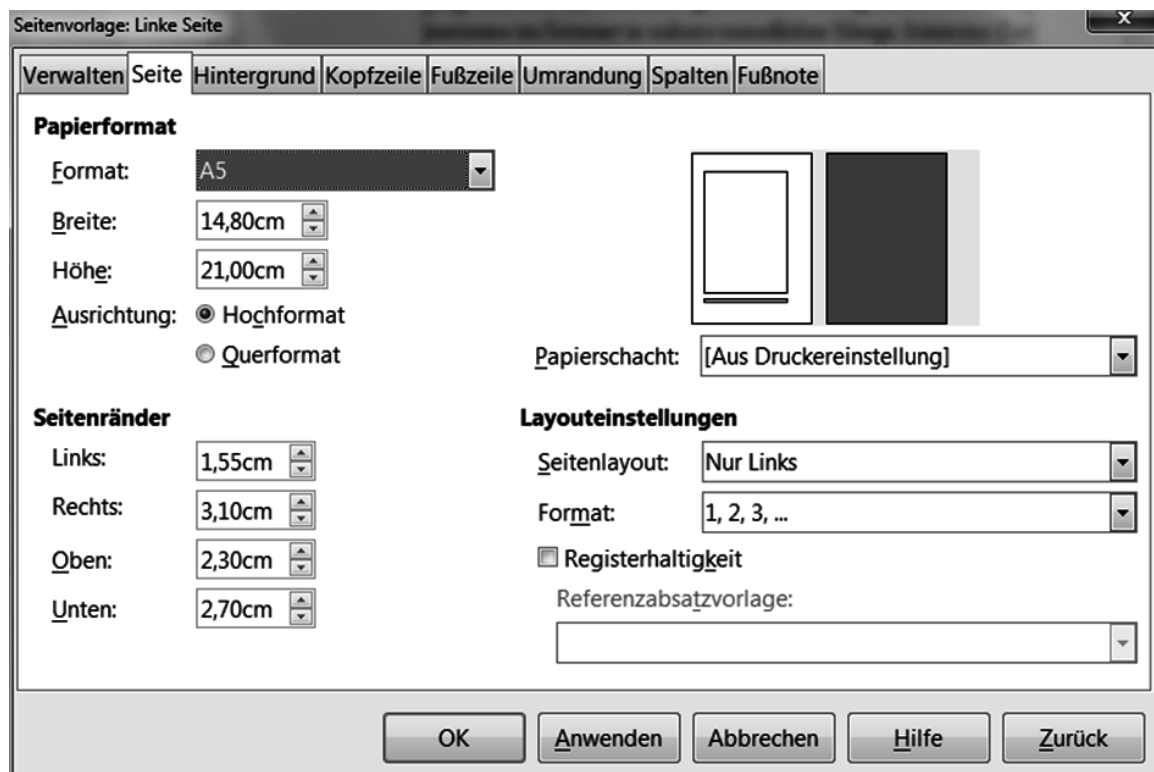 Seitenvorlage: Linke Seite
x
Verwalten Seite Hintergrund Kopfzeile Fußzeile Umrandung Spalten Fußnote
Papierformat
Format: A5
Breite: 14,80cm
Höhe: 21,00cm
Ausrichtung: Hochformat
Querformat
Papierschacht: [Aus Druckereinstellung]
Seitenränder
Links: 1,55cm
Rechts: 3,10cm
Oben: 2,30cm
Unten: 2,70cm
Layouteinstellungen
Seitenlayout: Nur Links
Format: 1, 2, 3, ...
Registerhaltigkeit
Referenzabsatzvorlage:
OK Anwenden Abbrechen Hilfe Zurück